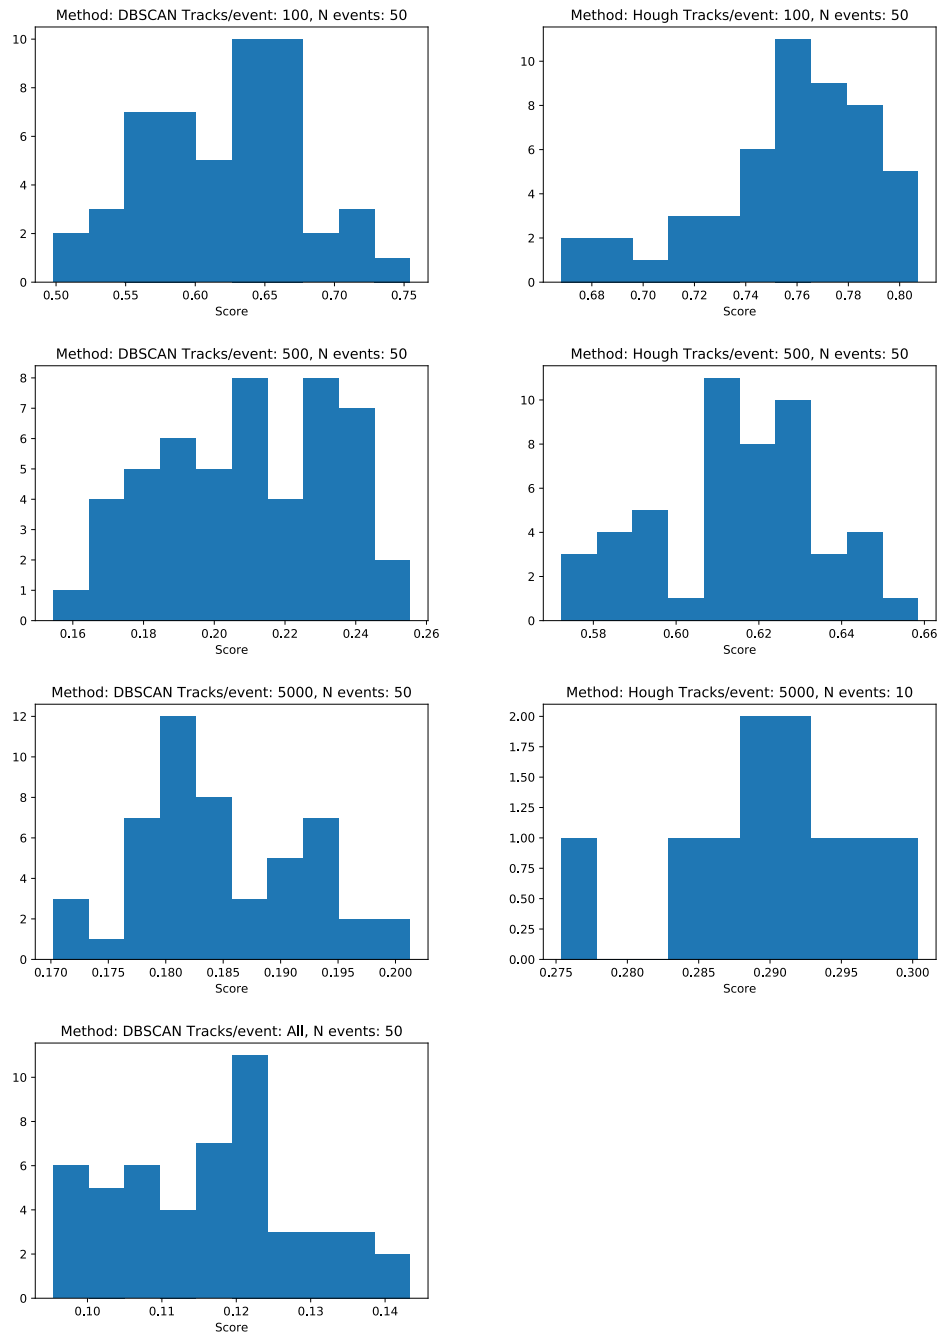 Method: DBSCAN Tracks/event: 100, N events: 50
10
8
6
4
2
0
0.50 0.55 0.60 0.65 0.70 0.75
Score
Method: Hough Tracks/event: 100, N events: 50
10
8
6
4
2
0
0.68 0.70 0.72 0.74 0.76 0.78 0.80
Score
Method: DBSCAN Tracks/event: 500, N events: 50
8
7
6
5
4
3
2
1
0
0.16 0.18 0.20 0.22 0.24 0.26
Score
Method: Hough Tracks/event: 500, N events: 50
10
8
6
4
2
0
0.58 0.60 0.62 0.64 0.66
Score
Method: DBSCAN Tracks/event: 5000, N events: 50
12
10
8
6
4
2
0
0.170 0.175 0.180 0.185 0.190 0.195 0.200
Score
Method: Hough Tracks/event: 5000, N events: 10
2.00
1.75
1.50
1.25
1.00
0.75
0.50
0.25
0.00
0.275 0.280 0.285 0.290 0.295 0.300
Score
Method: DBSCAN Tracks/event: All, N events: 50
10
8
6
4
2
0
0.10 0.11 0.12 0.13 0.14
Score